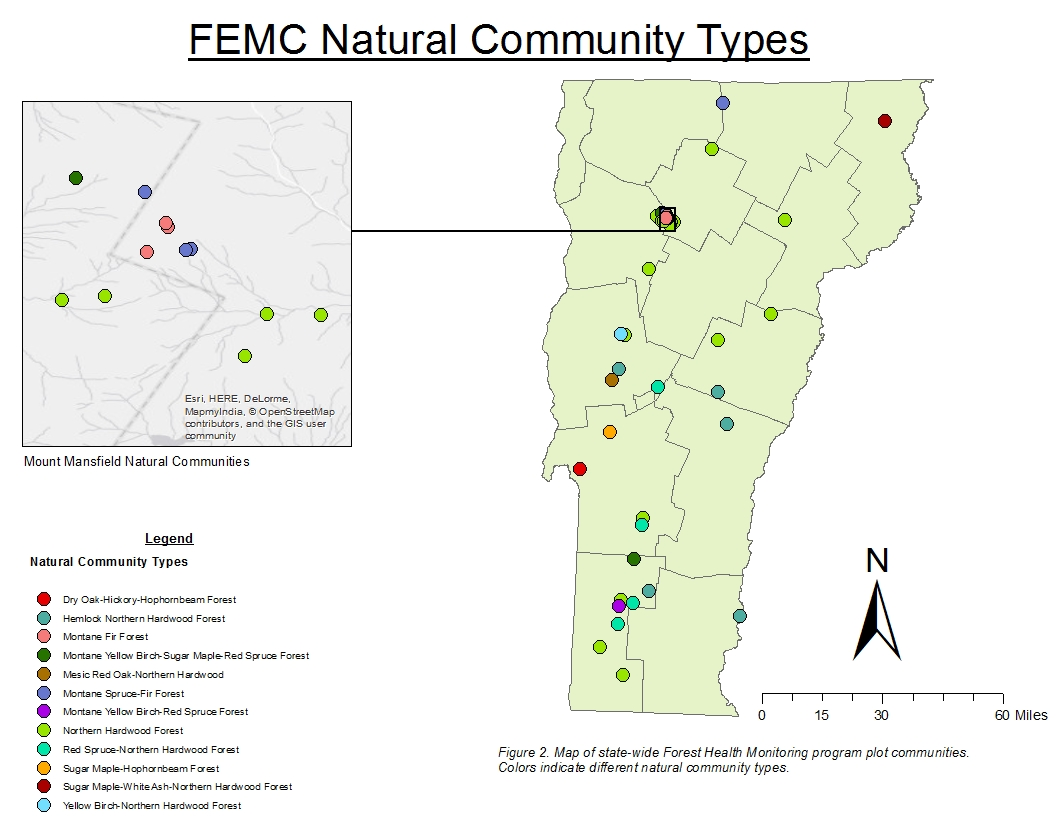 FEMC Natural Community Types
Esri, HERE, DeLorme,
MapmyIndia, © OpenStreetMap
contributors, and the GIS user
community
Mount Mansfield Natural Communities
Legend
Natural Community Types
Dry Oak-Hickory-Hophornbeam Forest
Hemlock Northern Hardwood Forest
Montane Fir Forest
Montane Yellow Birch-Sugar Maple-Red Spruce Forest
Mesic Red Oak-Northern Hardwood
Montane Spruce-Fir Forest
Montane Yellow Birch-Red Spruce Forest
Northern Hardwood Forest
Red Spruce-Northern Hardwood Forest
Sugar Maple-Hophornbeam Forest
Sugar Maple-White Ash-Northern Hardwood Forest
Yellow Birch-Northern Hardwood Forest
N
0 15 30 60 Miles
Figure 2. Map of state-wide Forest Health Monitoring program plot communities.
Colors indicate different natural community types.